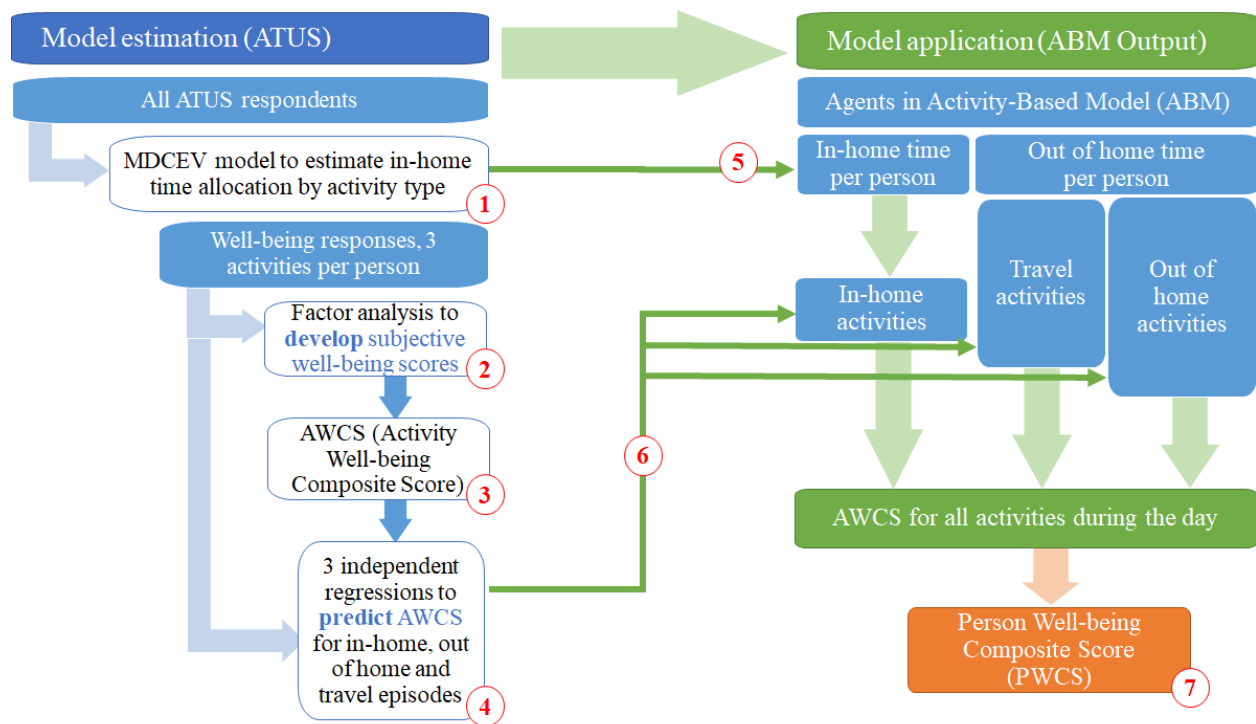 Model estimation (ATUS)
All ATUS respondents
MDCEV model to estimate in-home
time allocation by activity type
1
Well-being responses, 3
activities per person
Factor analysis to
develop subjective
well-being scores
2
AWCS (Activity
Well-being
Composite Score)
3
3 independent
regressions to
predict AWCS
for in-home, out
of home and
travel episodes
4
5
6
Model application (ABM Output)
Agents in Activity-Based Model (ABM)
In-home time
per person
Out of home time
per person
In-home
activities
Travel
activities
Out of
home
activities
AWCS for all activities during the day
Person Well-being
Composite Score
(PWCS)
7